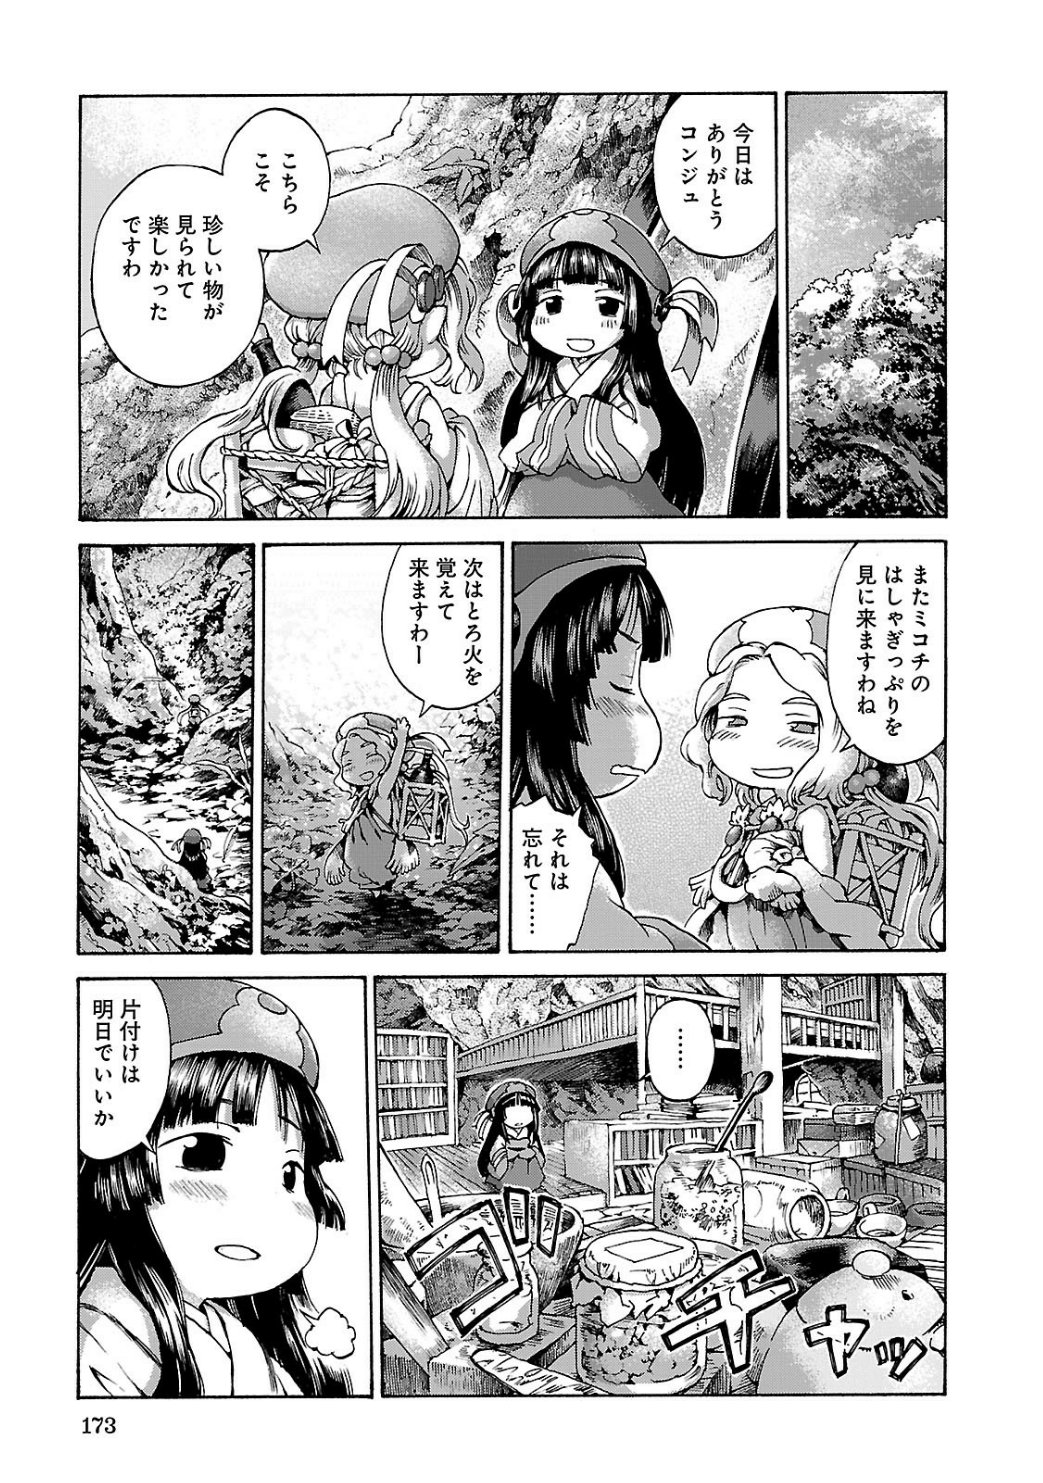 今日は
ありがとう
コンジュ
こちら
こそ
珍しい物が
見られて
楽しかった
ですわ
またミコチの
はしゃぎっぷりを
見に来ますわね
それは
忘れて……
次はとろ火を
覚えて
来ますわー
……
ゴッ
チャッ
片付けは
明日でいいか
173